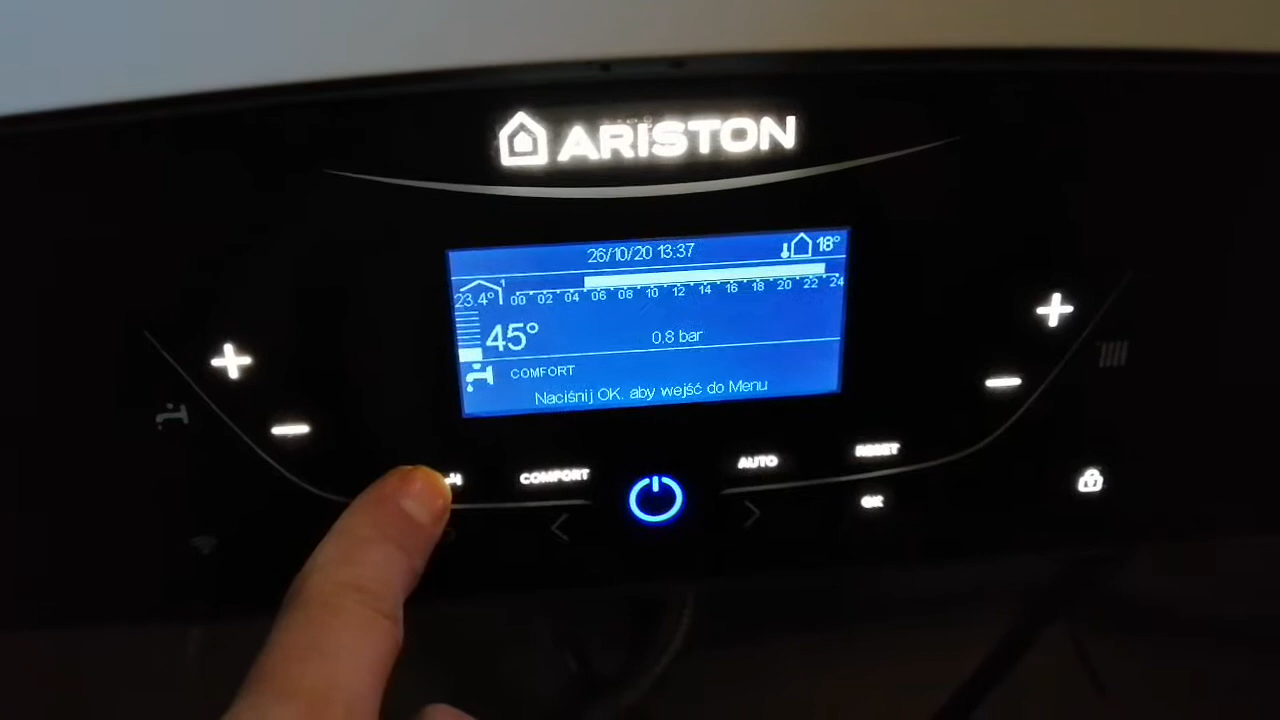 ARISTON
26/10/20 13:37
18°
1
23.4°
00 02 04 06 08 10 12 14 16 18 20 22 24
45°
0.8 bar
COMFORT
Naciśnij OK. aby wejść do Menu
COMFORT
AUTO
RESET
OK